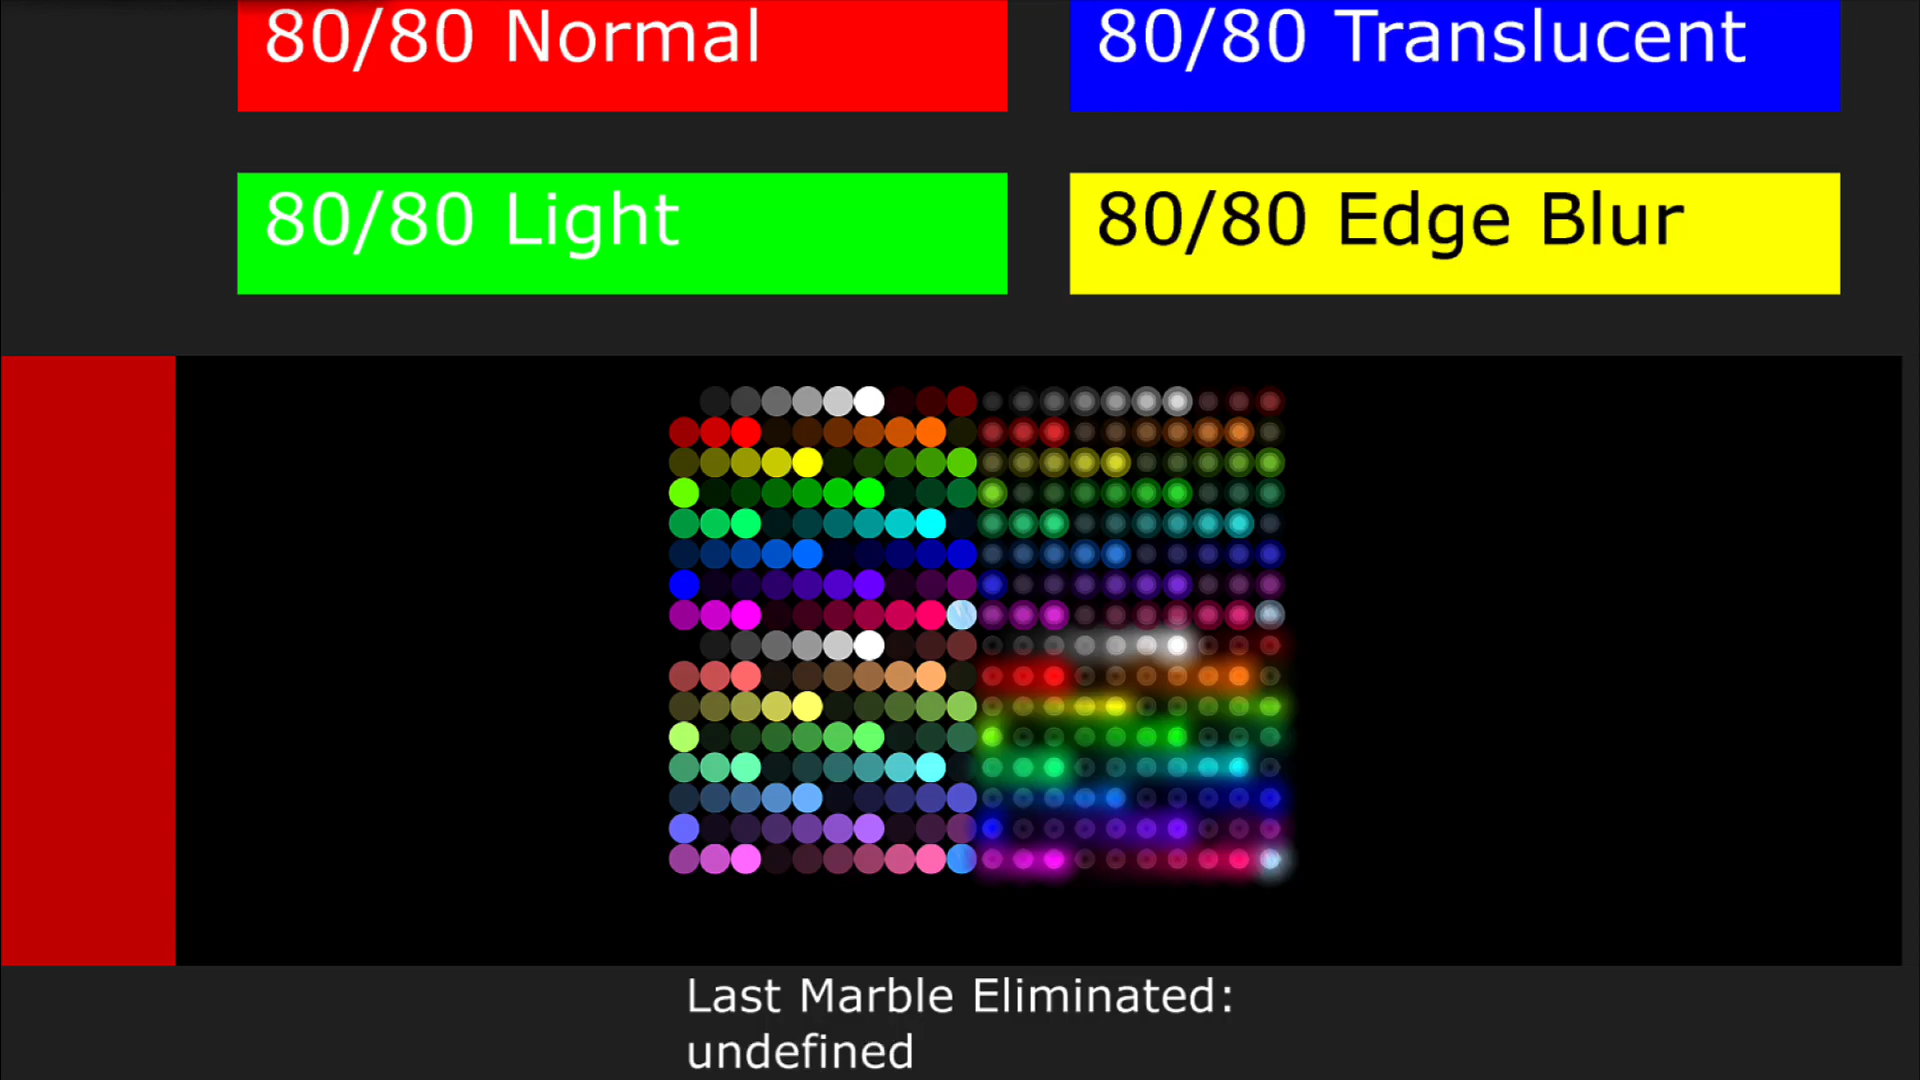 80/80 Normal
80/80 Translucent
80/80 Light
80/80 Edge Blur
Last Marble Eliminated:
undefined